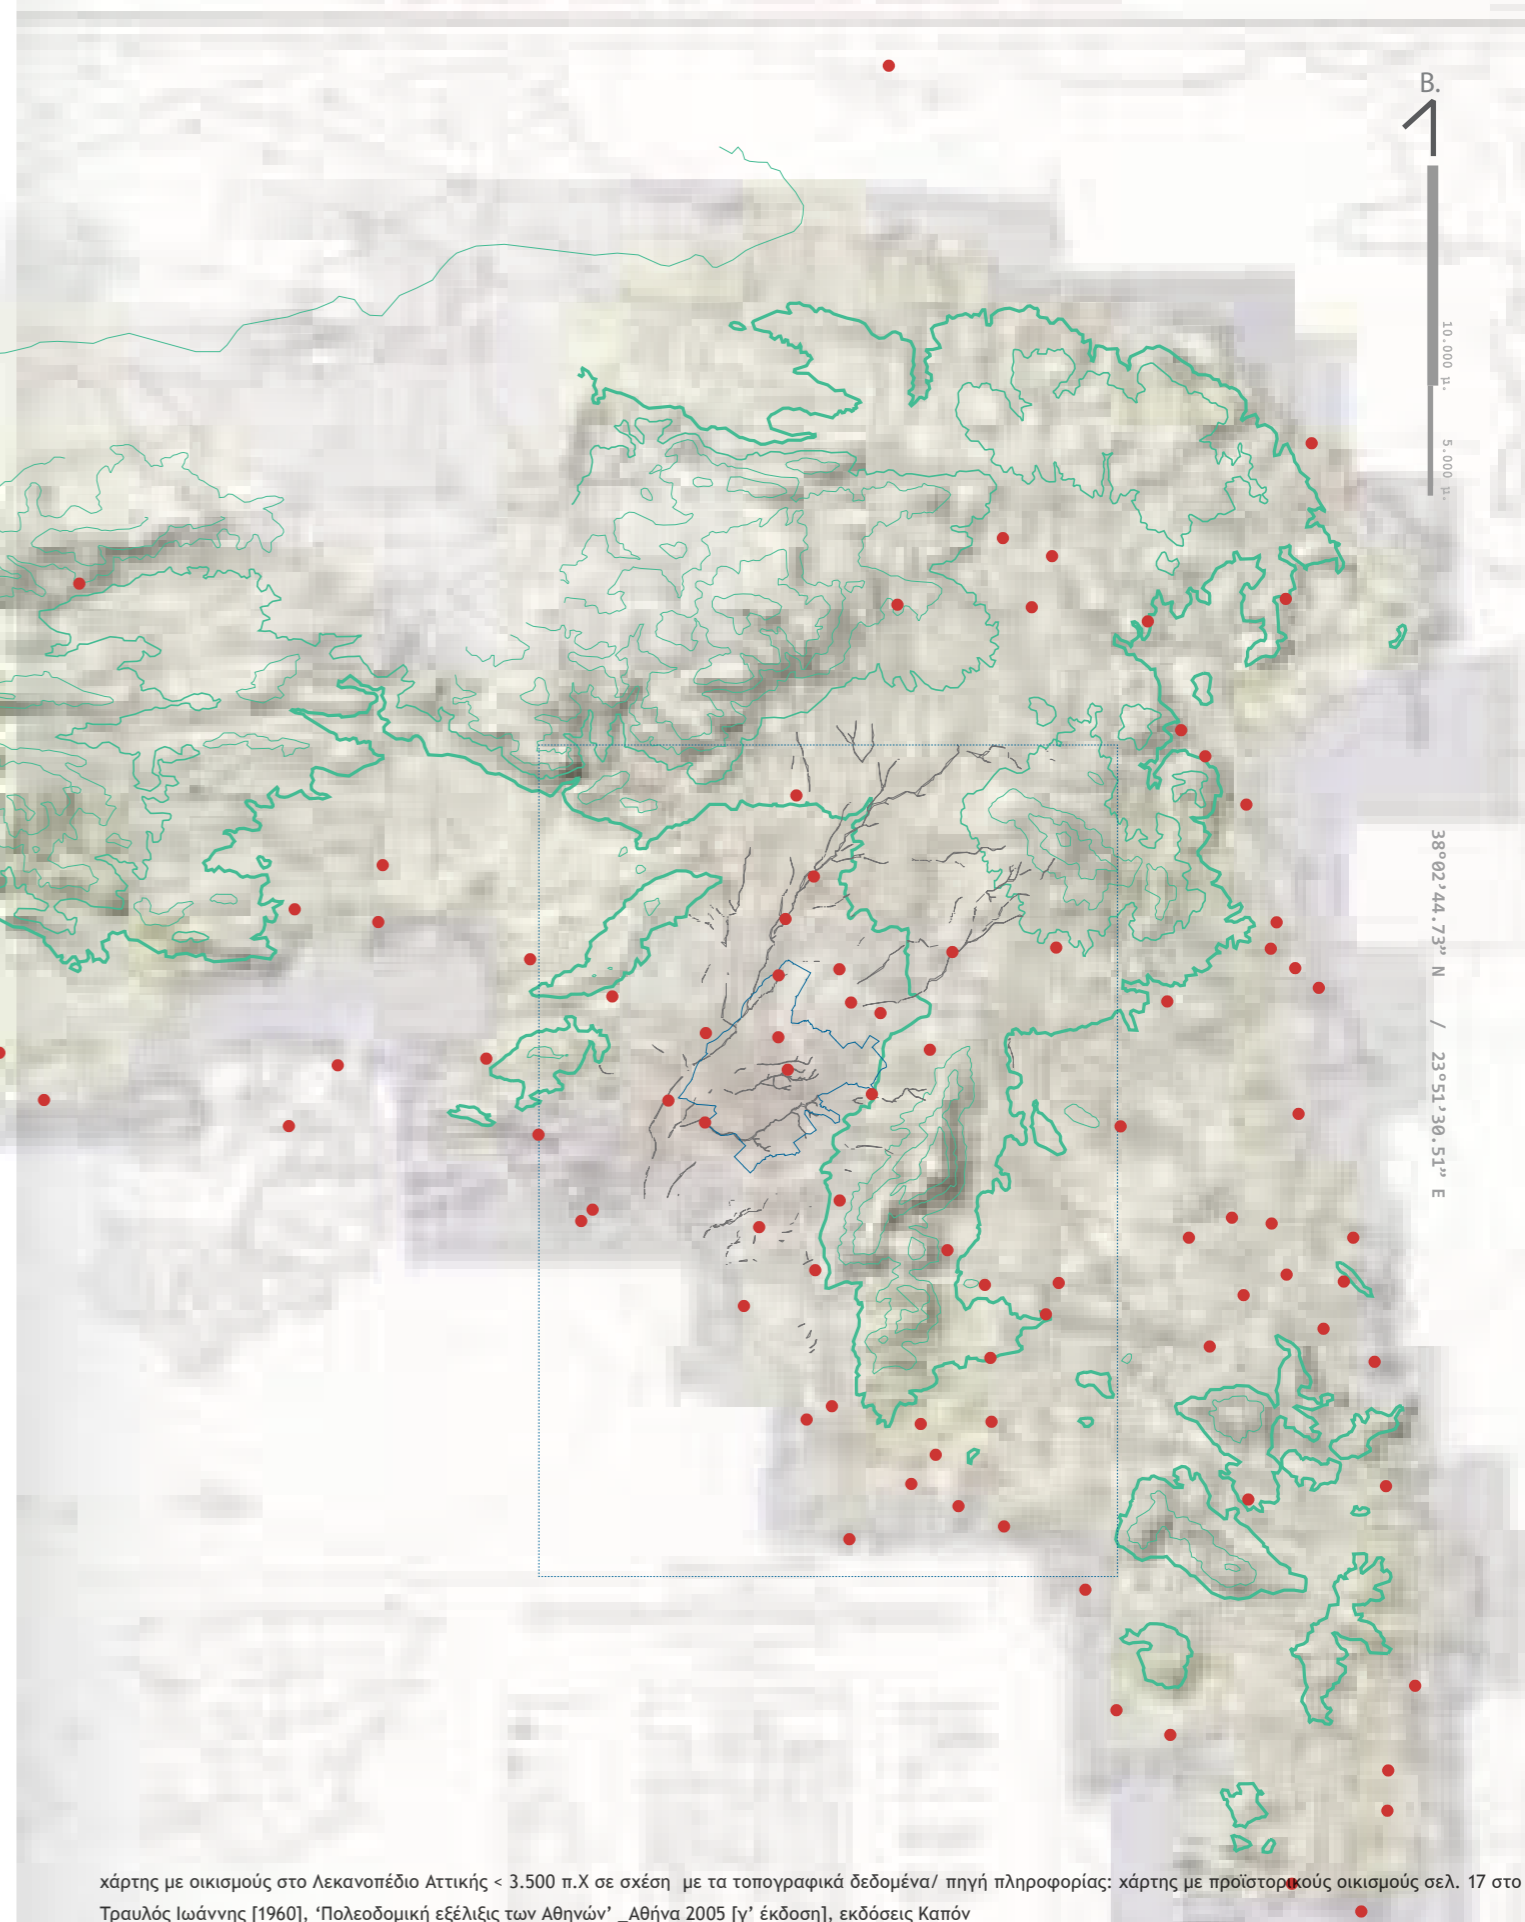 Β.
10.000 μ.
5.000 μ.
38°02’44.73” N / 23°51’30.51” E
χάρτης με οικισμούς στο Λεκανοπέδιο Αττικής < 3.500 π.Χ σε σχέση με τα τοπογραφικά δεδομένα/ πηγή πληροφορίας: χάρτης με προϊστορικούς οικισμούς σελ. 17 στο
Τραυλός Ιωάννης [1960], ‘Πολεοδομική εξέλιξις των Αθηνών’ _Αθήνα 2005 [γ’ έκδοση], εκδόσεις Καπόν